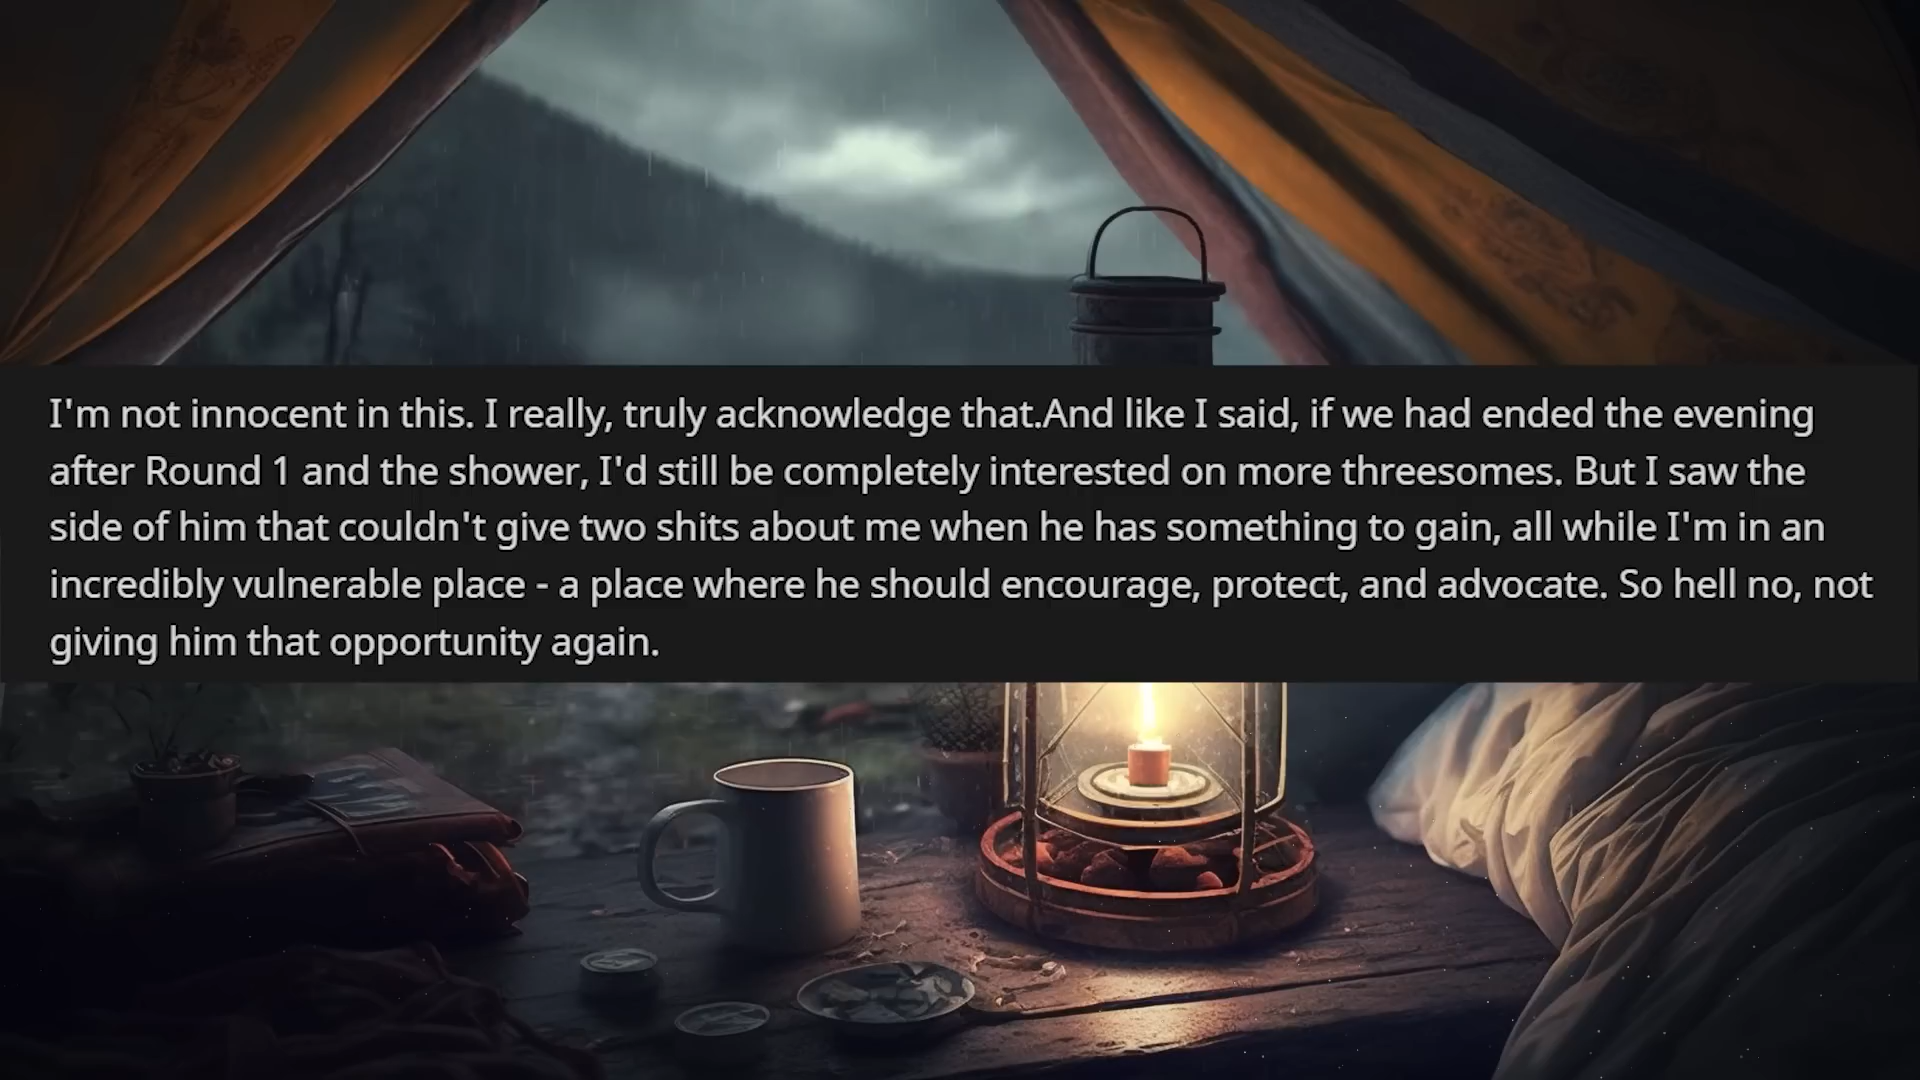 I'm not innocent in this. I really, truly acknowledge that.And like I said, if we had ended the evening
after Round 1 and the shower, I'd still be completely interested on more threesomes. But I saw the
side of him that couldn't give two shits about me when he has something to gain, all while I'm in an
incredibly vulnerable place - a place where he should encourage, protect, and advocate. So hell no, not
giving him that opportunity again.